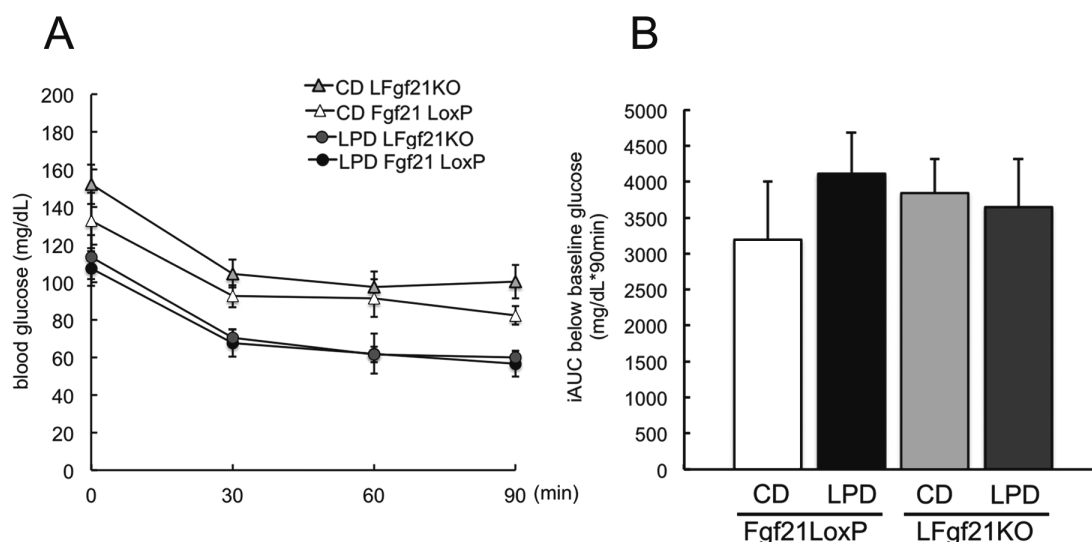 A
CD LFgf21KO
CD Fgf21 LoxP
LPD LFgf21KO
LPD Fgf21 LoxP
blood glucose (mg/dL)
200
180
160
140
120
100
80
60
40
20
0
0 30 60 90 (min)
B
iAUC below baseline glucose
(mg/dL*90min)
5000
4500
4000
3500
3000
2500
2000
1500
1000
500
0
CD LPD CD LPD
Fgf21LoxP LFgf21KO